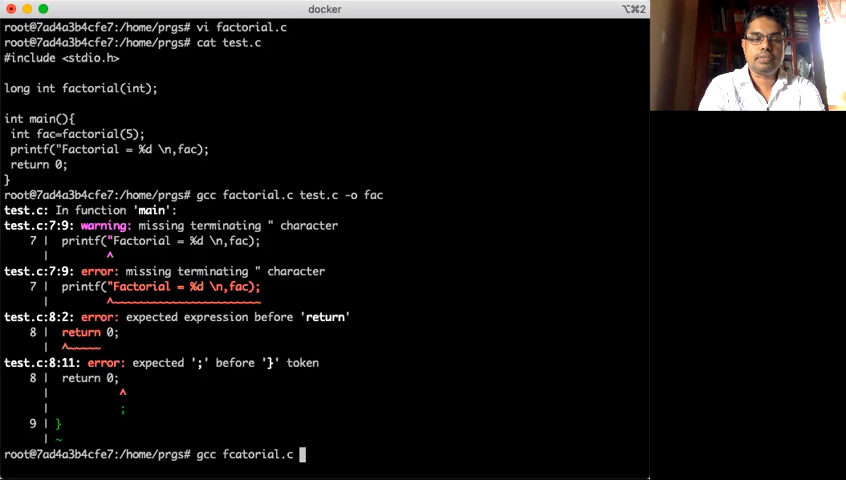 docker
⌥⌘2
root@7ad4a3b4cfe7:/home/prgs# vi factorial.c
root@7ad4a3b4cfe7:/home/prgs# cat test.c
#include <stdio.h>
long int factorial(int);
int main(){
 int fac=factorial(5);
 printf("Factorial = %d \n,fac);
 return 0;
}
root@7ad4a3b4cfe7:/home/prgs# gcc factorial.c test.c -o fac
test.c: In function 'main':
test.c:7:9: warning: missing terminating " character
    7 |  printf("Factorial = %d \n,fac);
      |         ^
test.c:7:9: error: missing terminating " character
    7 |  printf("Factorial = %d \n,fac);
      |         ^~~~~~~~~~~~~~~~~~~~~~~~
test.c:8:2: error: expected expression before 'return'
    8 |  return 0;
      |  ^~~~~~
test.c:8:11: error: expected ';' before '}' token
    8 |  return 0;
      |           ^
      |           ;
    9 | }
      | ~
root@7ad4a3b4cfe7:/home/prgs# gcc fcatorial.c